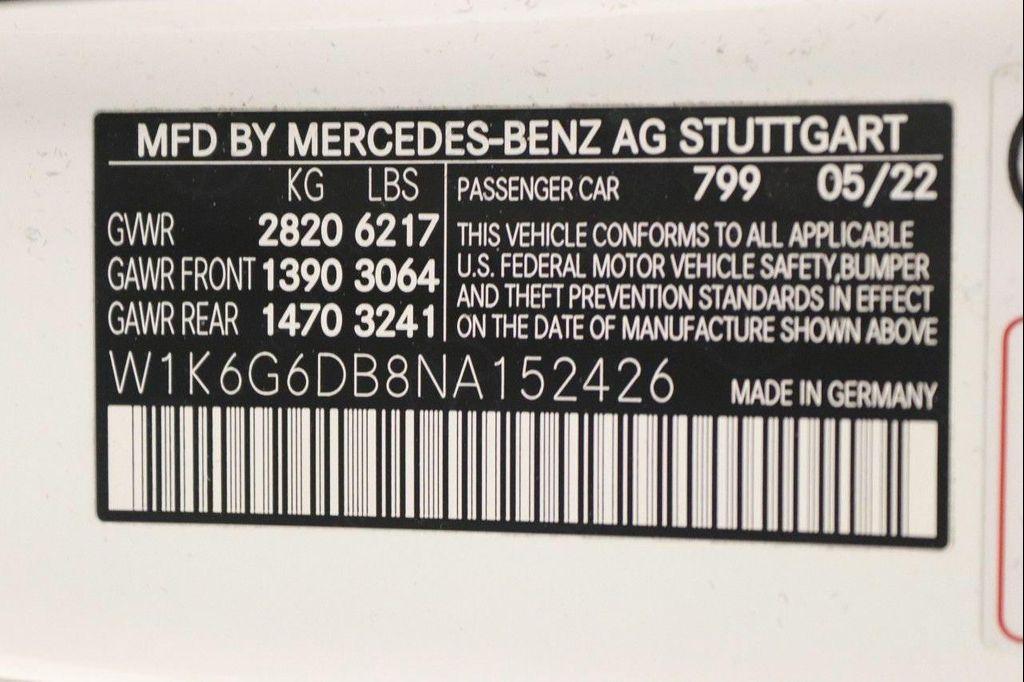 MFD BY MERCEDES-BENZ AG STUTTGART
KG LBS
GVWR 2820 6217
GAWR FRONT 1390 3064
GAWR REAR 1470 3241
PASSENGER CAR 799 05/22
THIS VEHICLE CONFORMS TO ALL APPLICABLE
U.S. FEDERAL MOTOR VEHICLE SAFETY,BUMPER
AND THEFT PREVENTION STANDARDS IN EFFECT
ON THE DATE OF MANUFACTURE SHOWN ABOVE
W1K6G6DB8NA152426
MADE IN GERMANY